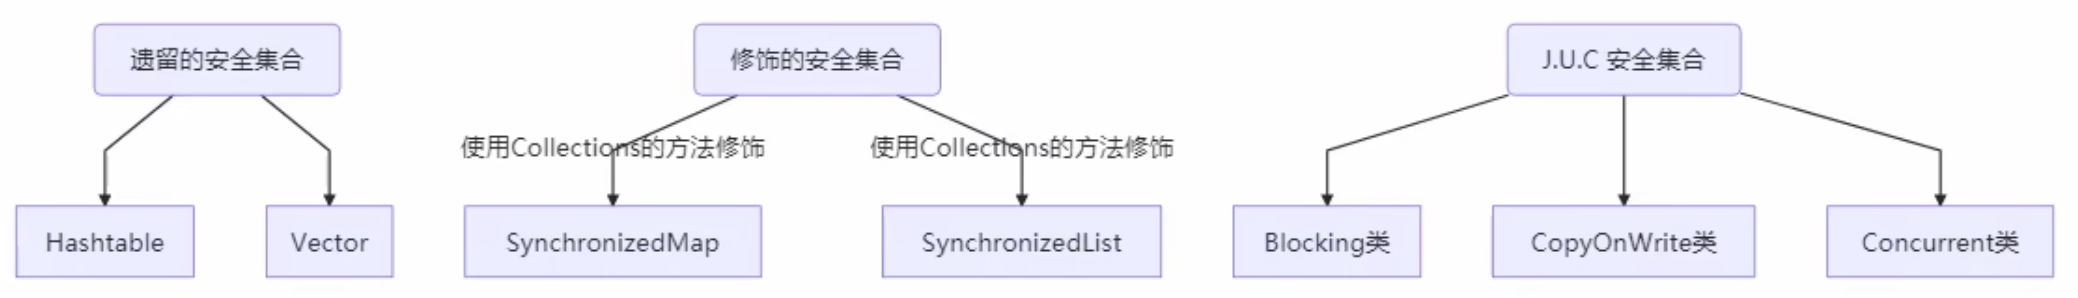 遗留的安全集合
修饰的安全集合
J.U.C 安全集合
使用Collections的方法修饰
使用Collections的方法修饰
Hashtable
Vector
SynchronizedMap
SynchronizedList
Blocking类
CopyOnWrite类
Concurrent类